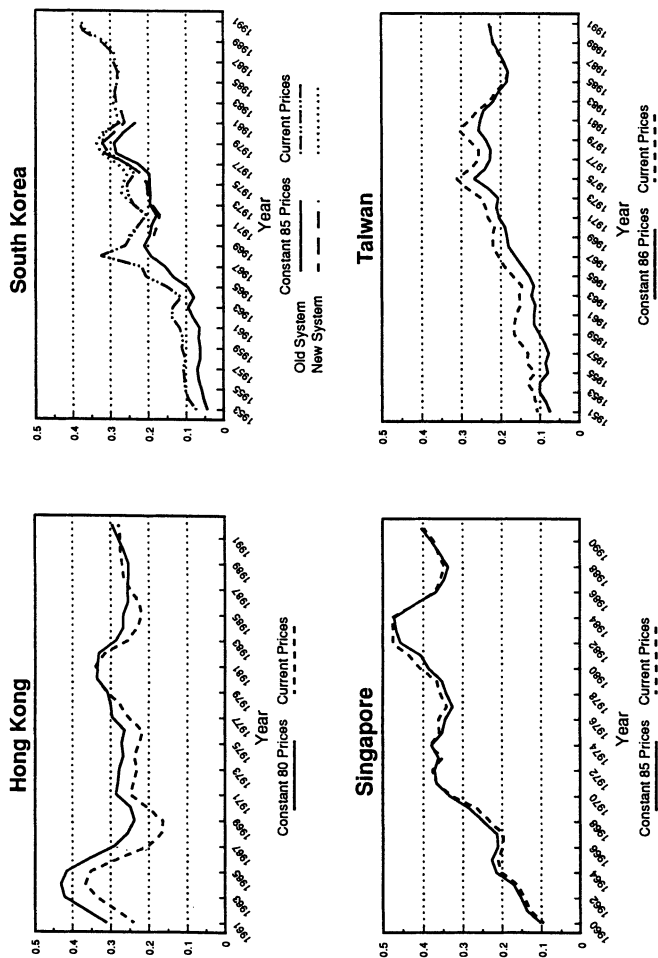 Hong Kong
0.5
0.4
0.3
0.2
0.1
0
1961 1963 1965 1967 1969 1971 1973 1975 1977 1979 1981 1983 1985 1987 1989 1991
Year
Constant 80 Prices Current Prices
South Korea
0.5
0.4
0.3
0.2
0.1
0
1953 1955 1957 1959 1961 1963 1965 1967 1969 1971 1973 1975 1977 1979 1981 1983 1985 1987 1989 1991
Year
Constant 85 Prices Current Prices
Old System
New System
Singapore
0.5
0.4
0.3
0.2
0.1
0
1960 1962 1964 1966 1968 1970 1972 1974 1976 1978 1980 1982 1984 1986 1988 1990
Year
Constant 85 Prices Current Prices
Taiwan
0.5
0.4
0.3
0.2
0.1
0
1951 1953 1955 1957 1959 1961 1963 1965 1967 1969 1971 1973 1975 1977 1979 1981 1983 1985 1987 1989 1991
Year
Constant 86 Prices Current Prices